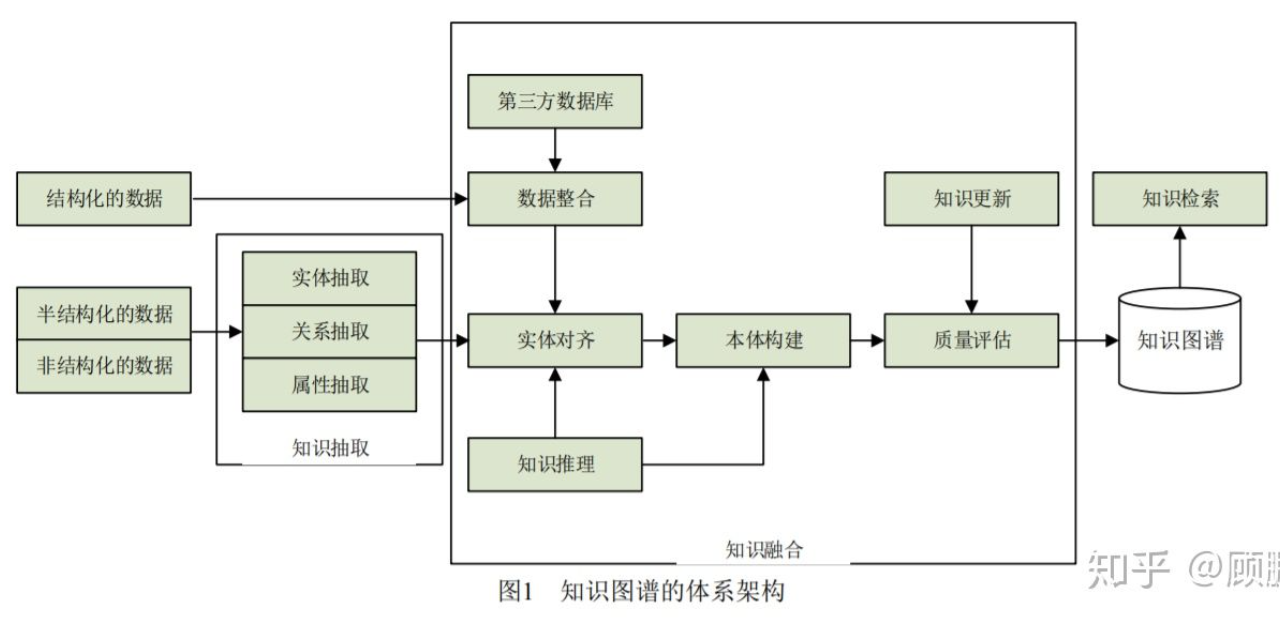 第三方数据库
结构化的数据
数据整合
知识更新
知识检索
实体抽取
半结构化的数据
关系抽取
实体对齐
本体构建
质量评估
知识图谱
非结构化的数据
属性抽取
知识抽取
知识推理
知识融合
知乎 @顾
图1 知识图谱的体系架构